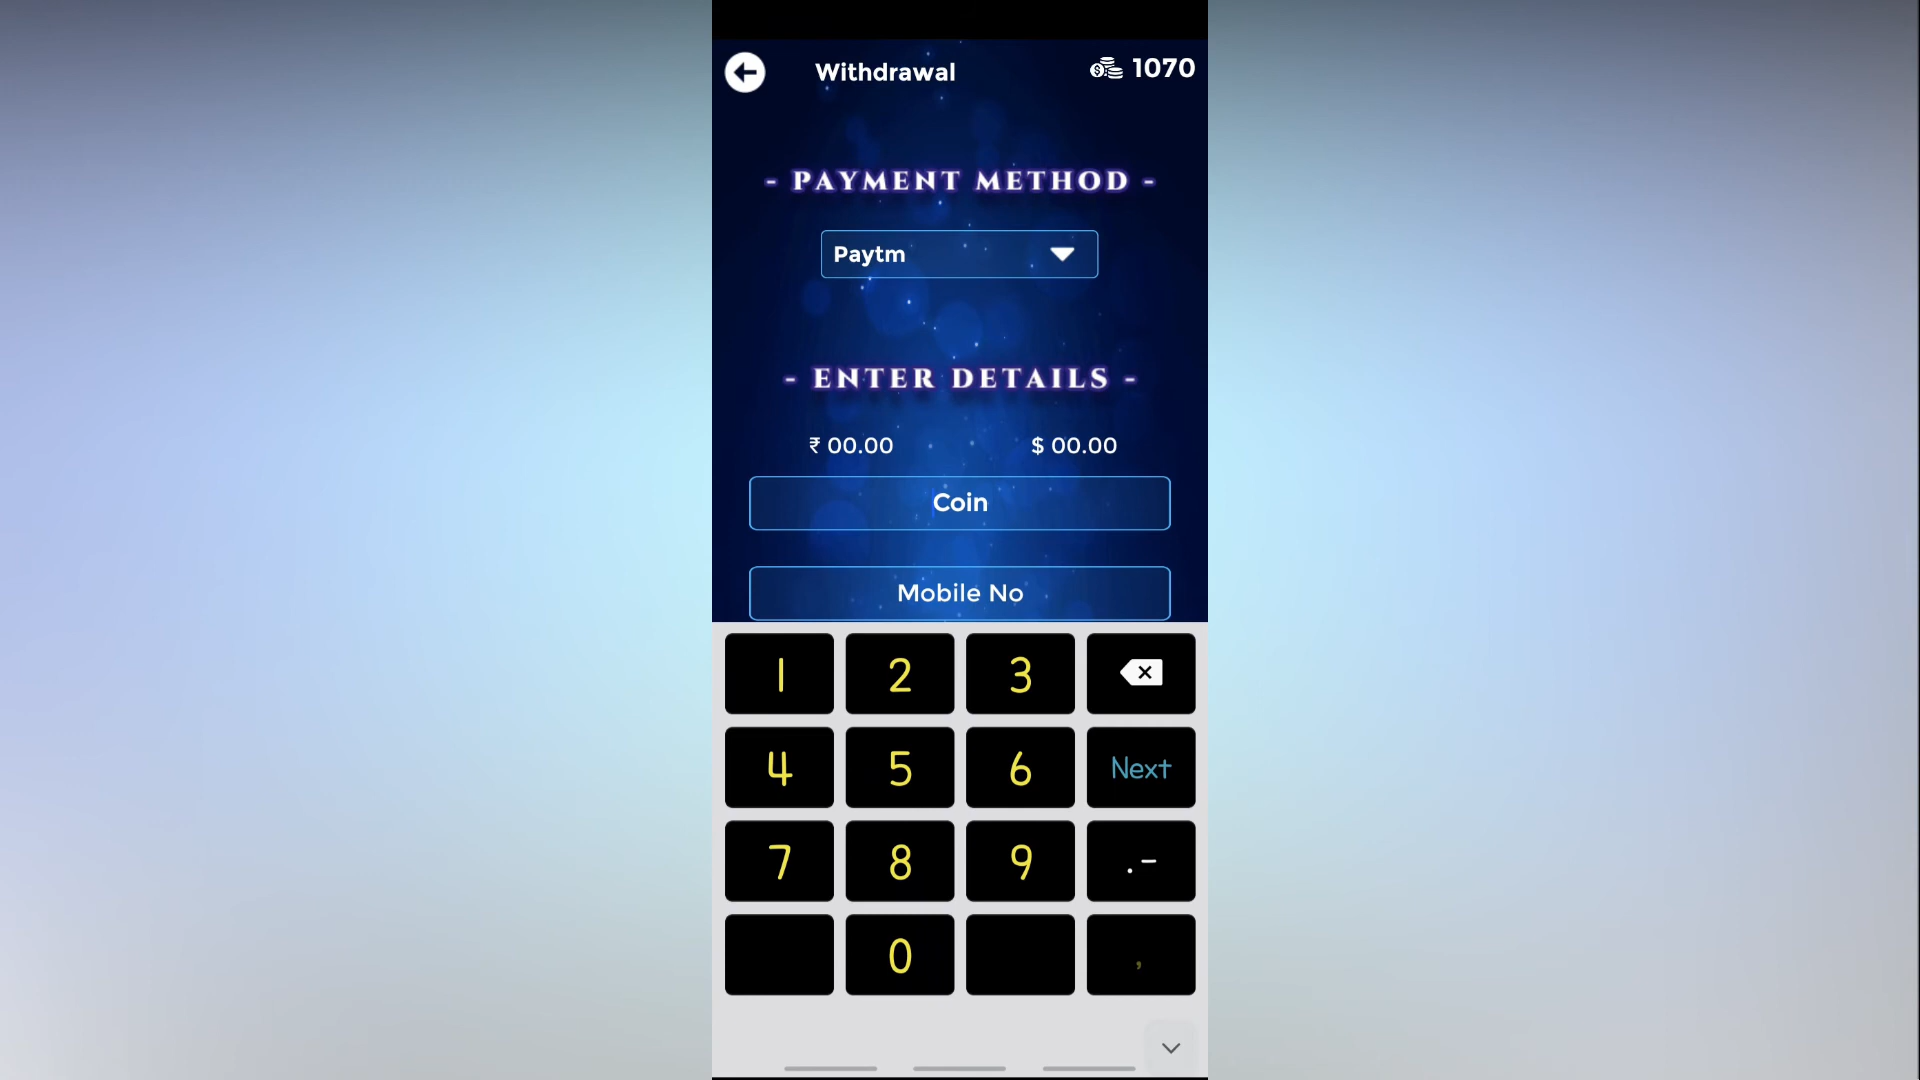 Withdrawal
1070
- PAYMENT METHOD -
Paytm
- ENTER DETAILS -
₹ 00.00
$ 00.00
Coin
Mobile No
1 2 3
4 5 6 Next
7 8 9 .-
0 ,